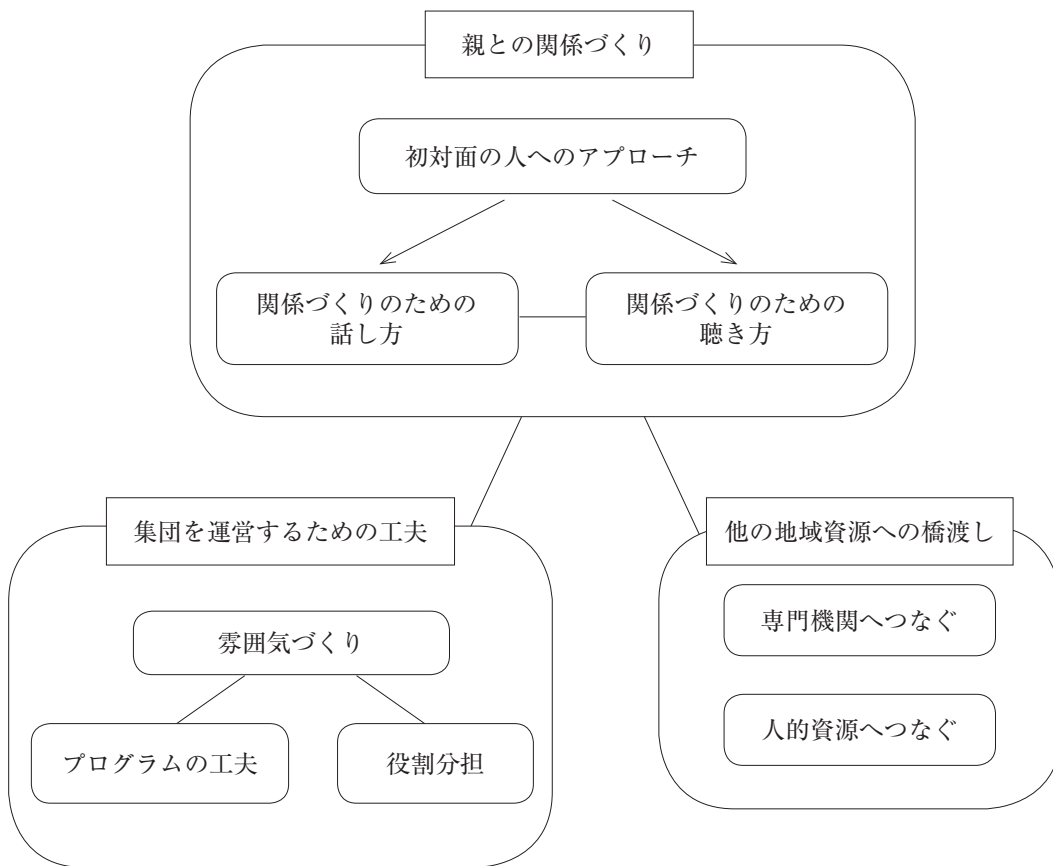 親との関係づくり
初対面の人へのアプローチ
関係づくりのための
話し方
関係づくりのための
聴き方
集団を運営するための工夫
雰囲気づくり
プログラムの工夫
役割分担
他の地域資源への橋渡し
専門機関へつなぐ
人的資源へつなぐ